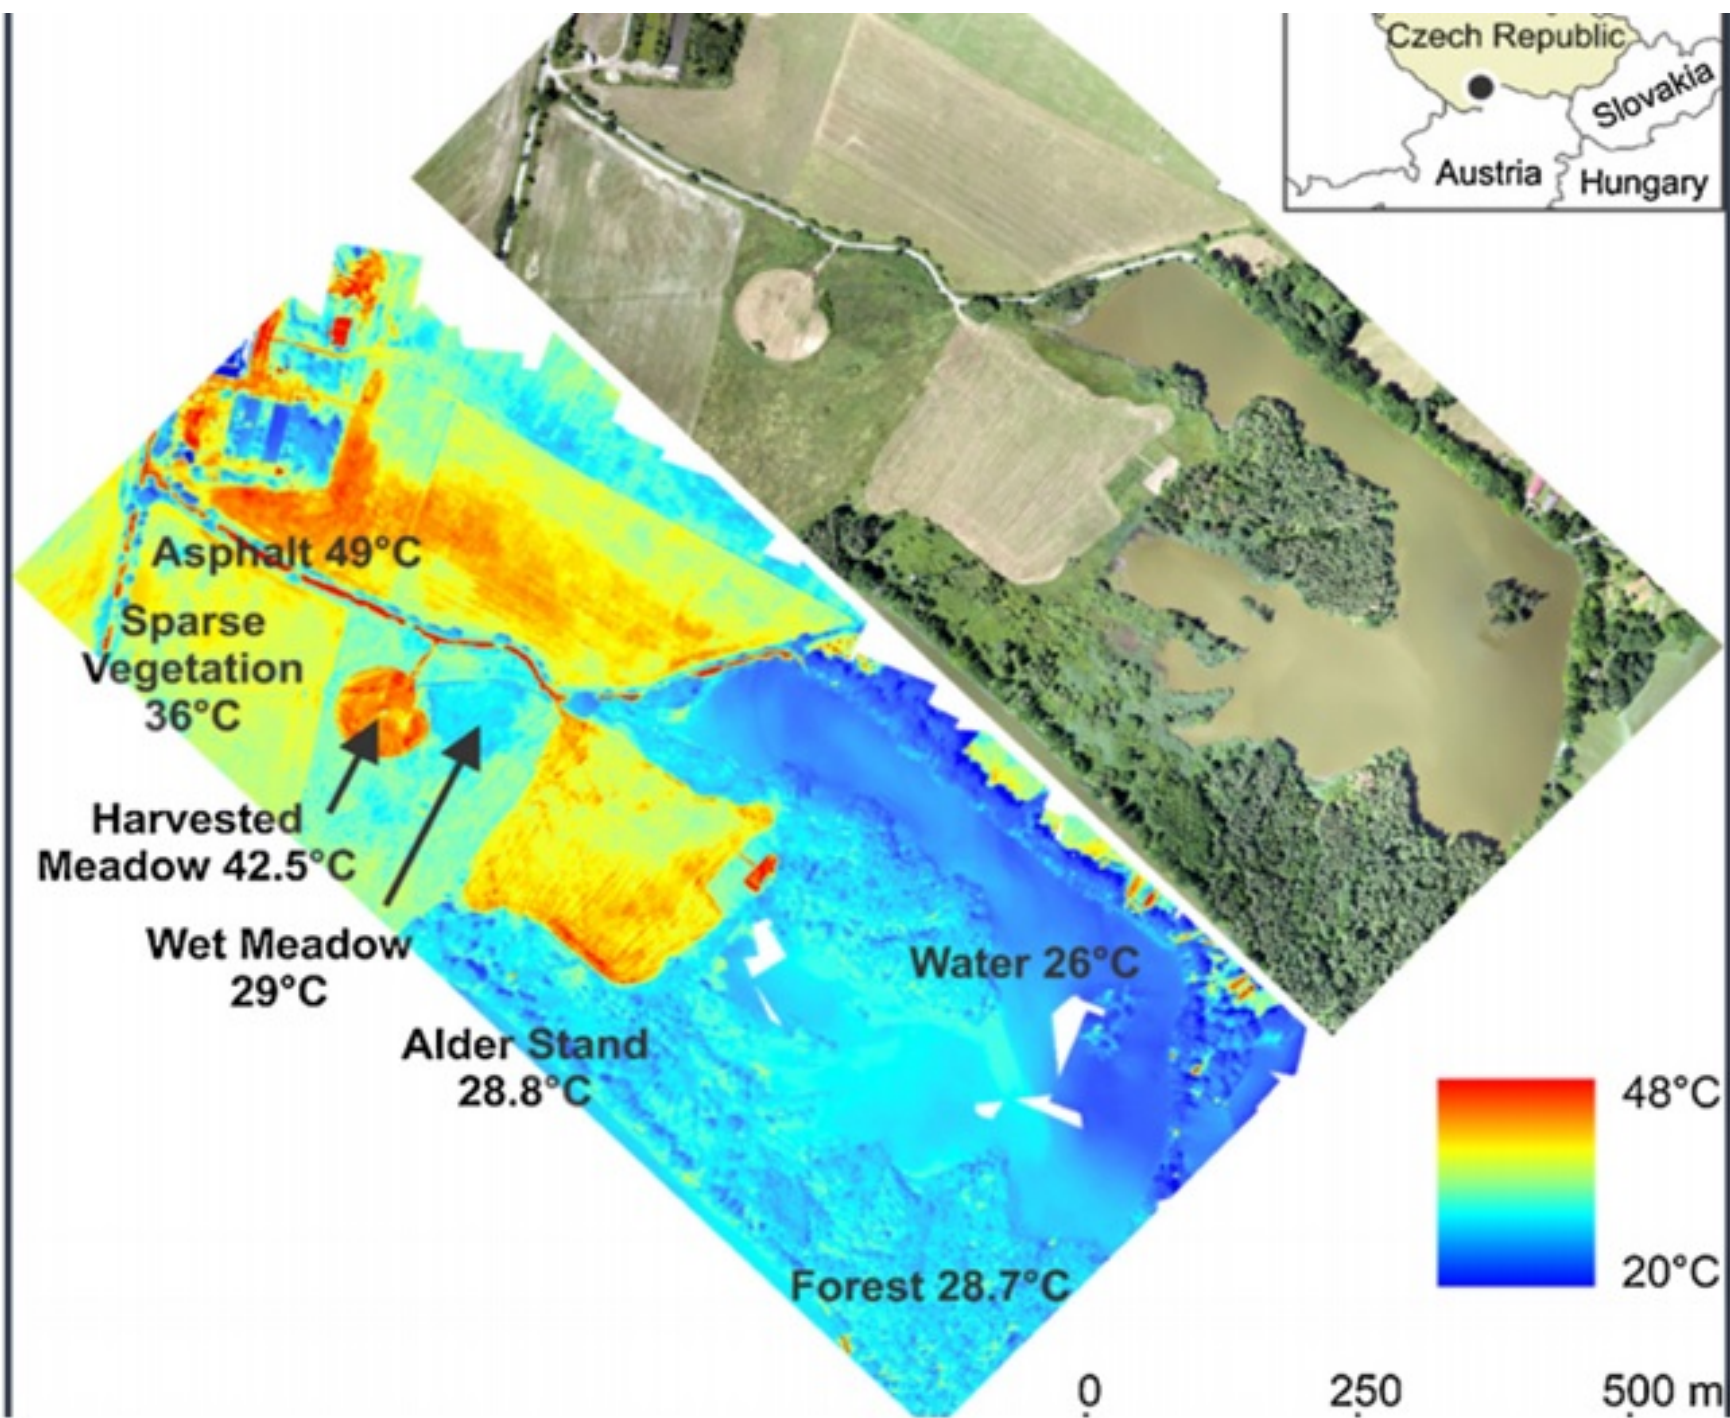 Czech Republic
Slovakia
Austria
Hungary
Asphalt 49°C
Sparse
Vegetation
36°C
Harvested
Meadow 42.5°C
Wet Meadow
29°C
Alder Stand
28.8°C
Water 26°C
Forest 28.7°C
48°C
20°C
0 250 500 m